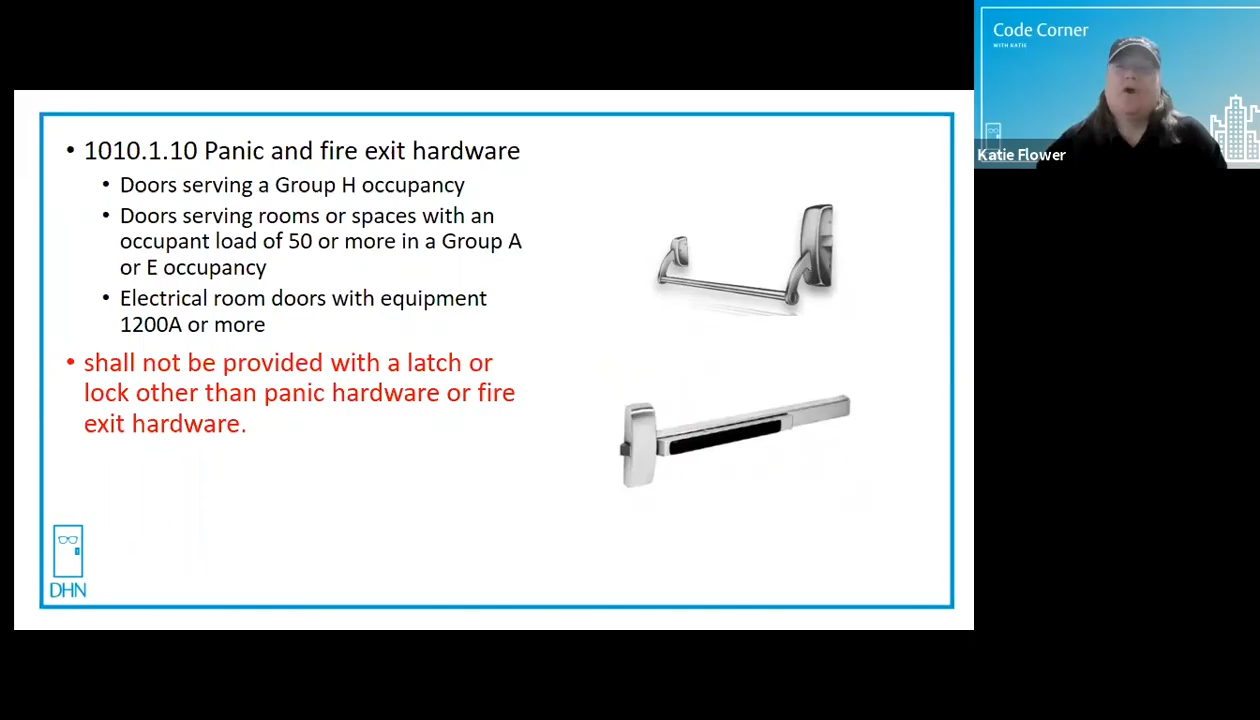 • 1010.1.10 Panic and fire exit hardware
• Doors serving a Group H occupancy
• Doors serving rooms or spaces with an
occupant load of 50 or more in a Group A
or E occupancy
• Electrical room doors with equipment
1200A or more
• shall not be provided with a latch or
lock other than panic hardware or fire
exit hardware.
DHN
Code Corner
WITH KATIE
Katie Flower